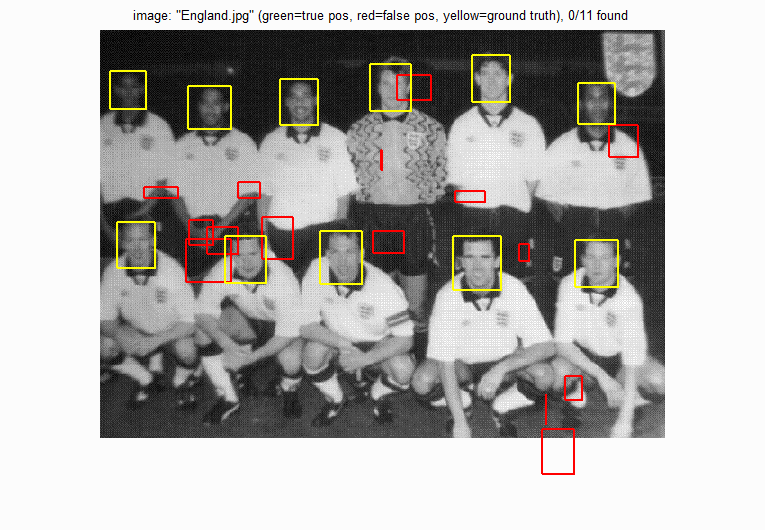 image: "England.jpg" (green=true pos, red=false pos, yellow=ground truth), 0/11 found